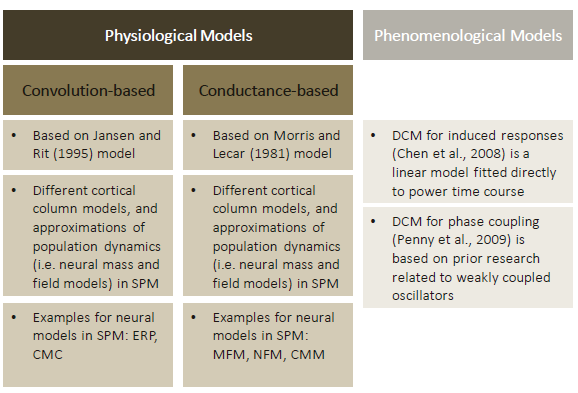 Physiological Models
Phenomenological Models
Convolution-based
Conductance-based
• Based on Jansen and
Rit (1995) model
• Based on Morris and
Lecar (1981) model
• DCM for induced responses
(Chen et al., 2008) is a
linear model fitted directly
to power time course
• Different cortical
column models, and
approximations of
population dynamics
(i.e. neural mass and
field models) in SPM
• Different cortical
column models, and
approximations of
population dynamics
(i.e. neural mass and
field models) in SPM
• DCM for phase coupling
(Penny et al., 2009) is
based on prior research
related to weakly coupled
oscillators
• Examples for neural
models in SPM: ERP,
CMC
• Examples for neural
models in SPM:
MFM, NFM, CMM